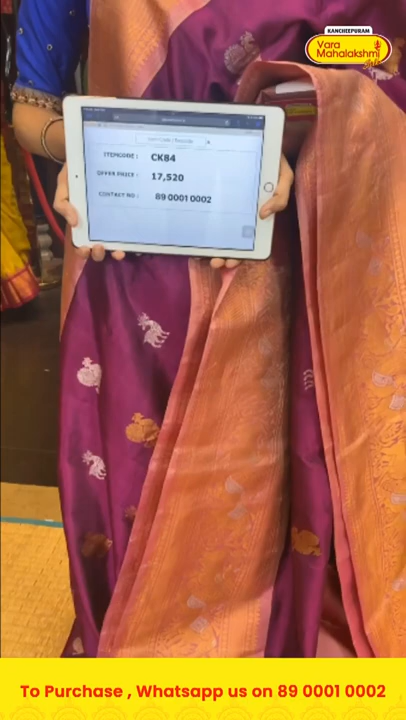 KANCHEEPURAM
Vara
Mahalakshmi
ITEMCODE : CK84
OFFER PRICE : 17,520
CONTACT NO : 89 0001 0002
To Purchase , Whatsapp us on 89 0001 0002